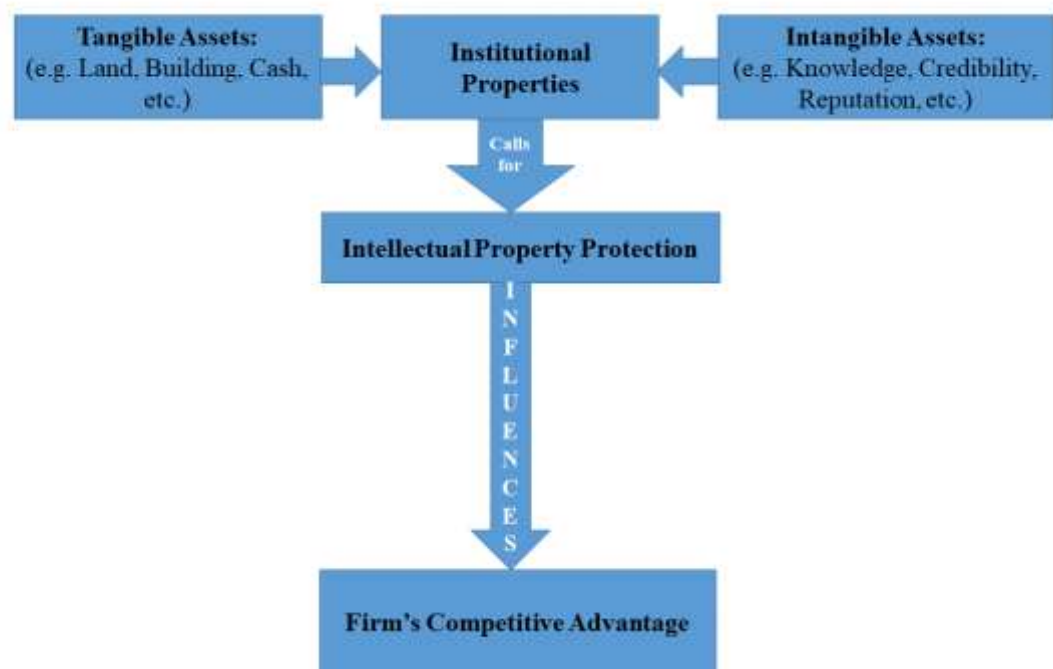 Tangible Assets:
(e.g. Land, Building, Cash,
etc.)
Institutional
Properties
Intangible Assets:
(e.g. Knowledge, Credibility,
Reputation, etc.)
Calls
for
Intellectual Property Protection
INFLUENCES
Firm's Competitive Advantage